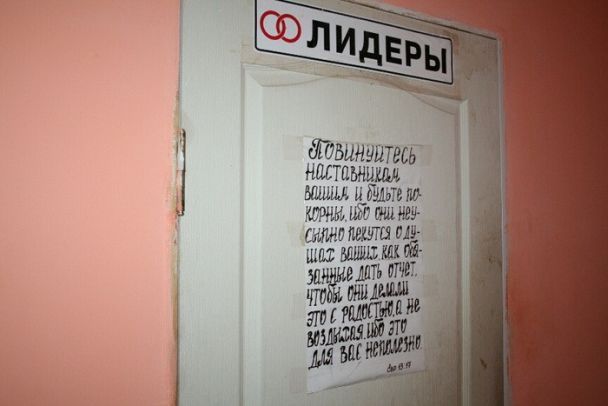 ЛИДЕРЫ
Повинуйтесь
наставникам
вашим и будьте по-
корны, ибо они неу-
сыпно пекутся о ду-
шах ваших, как обя-
занные дать отчет,
чтобы они делали
это с радостью, а не
воздыхая, ибо это
для вас неполезно.
Евр 13:17